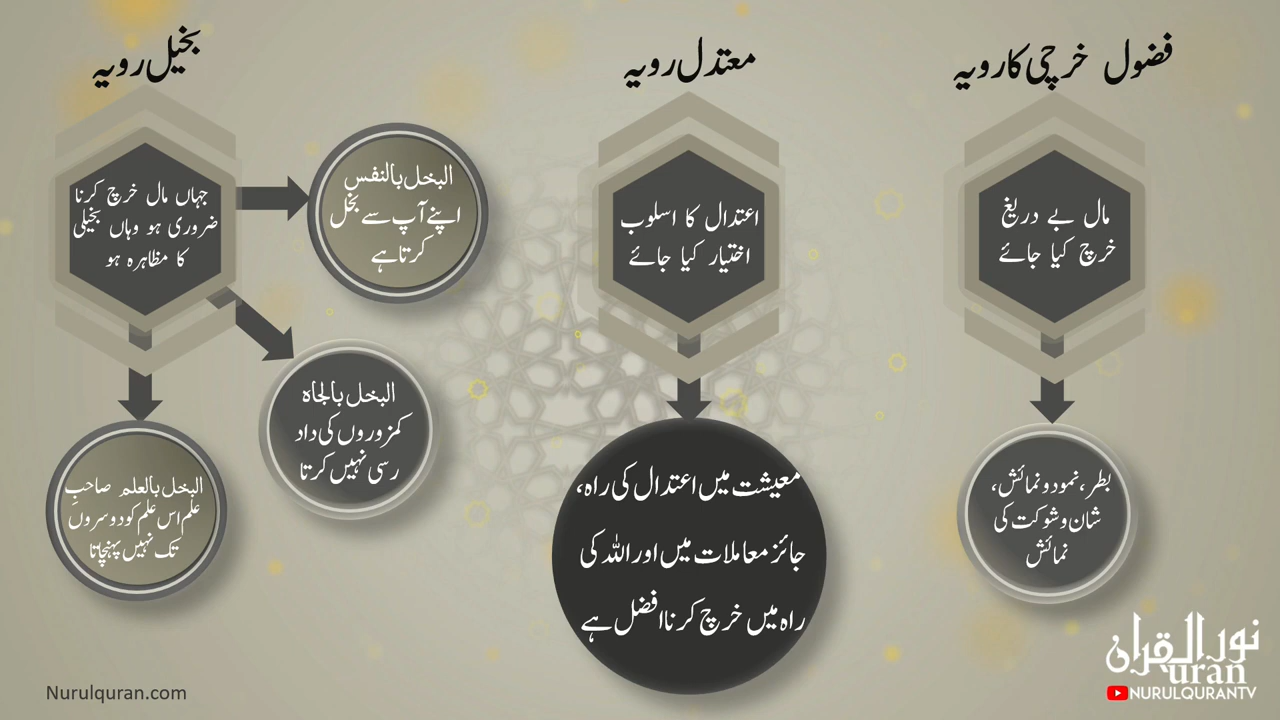 فضول خرچی کا رویہ
مال بے دریغ
خرچ کیا جائے
بطر، نمود و نمائش،
شان و شوکت کی
نمائش
معتدل رویہ
اعتدال کا اسلوب
اختیار کیا جائے
معیشت میں اعتدال کی راہ،
جائز معاملات میں اور اللہ کی
راہ میں خرچ کرنا افضل ہے
بخیل رویہ
جہاں مال خرچ کرنا
ضروری ہو وہاں بخیلی
کا مظاہرہ ہو
البخل بالنفس
اپنے آپ سے بخل
کرتا ہے
البخل بالجاہ
کمزوروں کی داد
رسی نہیں کرتا
البخل بالعلم صاحبِ
علم اس علم کو دوسروں
تک نہیں پہنچاتا
Nurulquran.com
نور القرآن
uran
NURULQURANTV